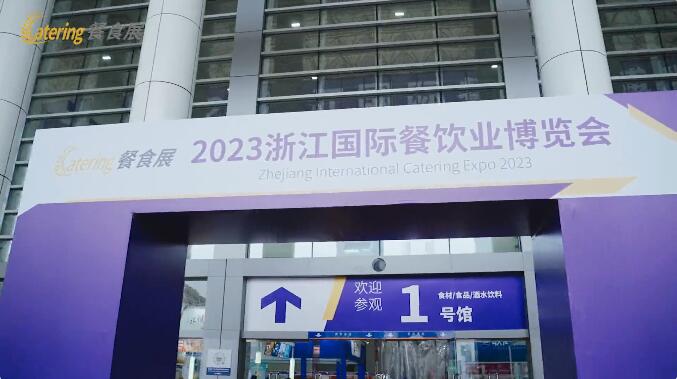 Catering 餐食展
Catering 餐食展 2023浙江国际餐饮业博览会
Zhejiang International Catering Expo 2023
欢迎
参观
1
号馆
食材/食品/酒水饮料